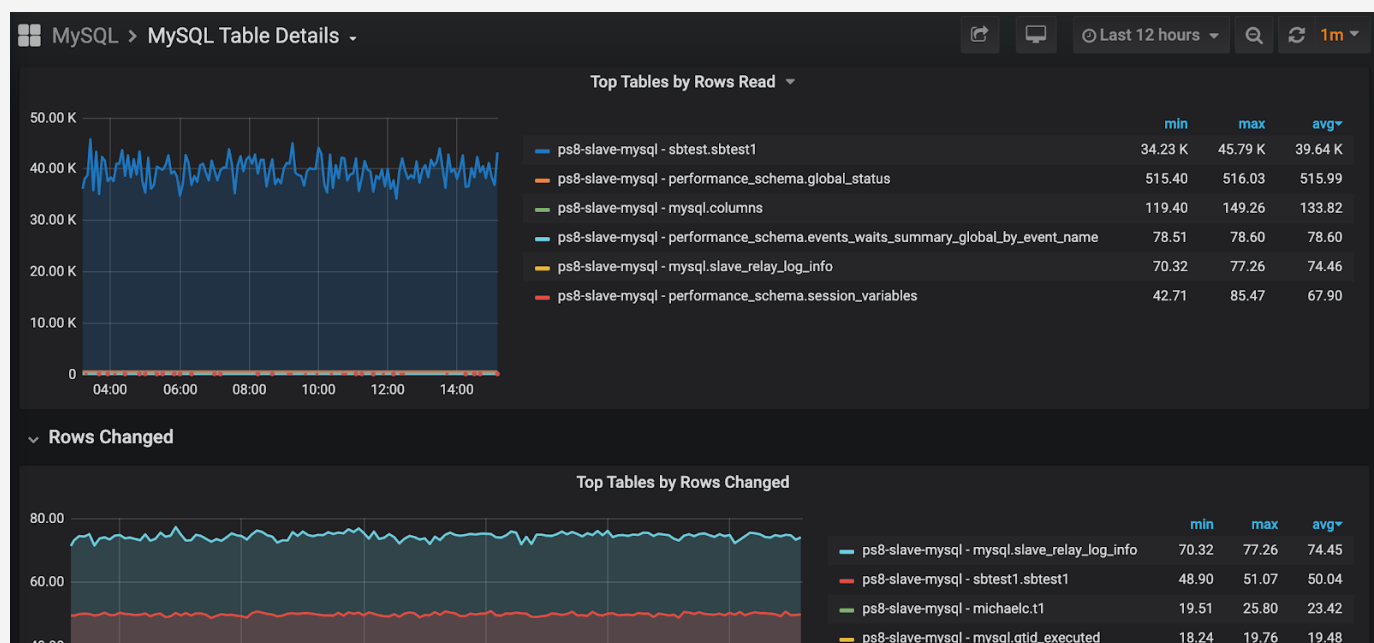 MySQL > MySQL Table Details
Last 12 hours
1m
Top Tables by Rows Read
50.00 K
40.00 K
30.00 K
20.00 K
10.00 K
0
04:00 06:00 08:00 10:00 12:00 14:00
min max avg
ps8-slave-mysql - sbtest.sbtest1 34.23 K 45.79 K 39.64 K
ps8-slave-mysql - performance_schema.global_status 515.40 516.03 515.99
ps8-slave-mysql - mysql.columns 119.40 149.26 133.82
ps8-slave-mysql - performance_schema.events_waits_summary_global_by_event_name 78.51 78.60 78.60
ps8-slave-mysql - mysql.slave_relay_log_info 70.32 77.26 74.46
ps8-slave-mysql - performance_schema.session_variables 42.71 85.47 67.90
Rows Changed
Top Tables by Rows Changed
80.00
60.00
40.00
min max avg
ps8-slave-mysql - mysql.slave_relay_log_info 70.32 77.26 74.45
ps8-slave-mysql - sbtest1.sbtest1 48.90 51.07 50.04
ps8-slave-mysql - michaelc.t1 19.51 25.80 23.42
ps8-slave-mysql - mysql.gtid_executed 18.24 19.76 19.48